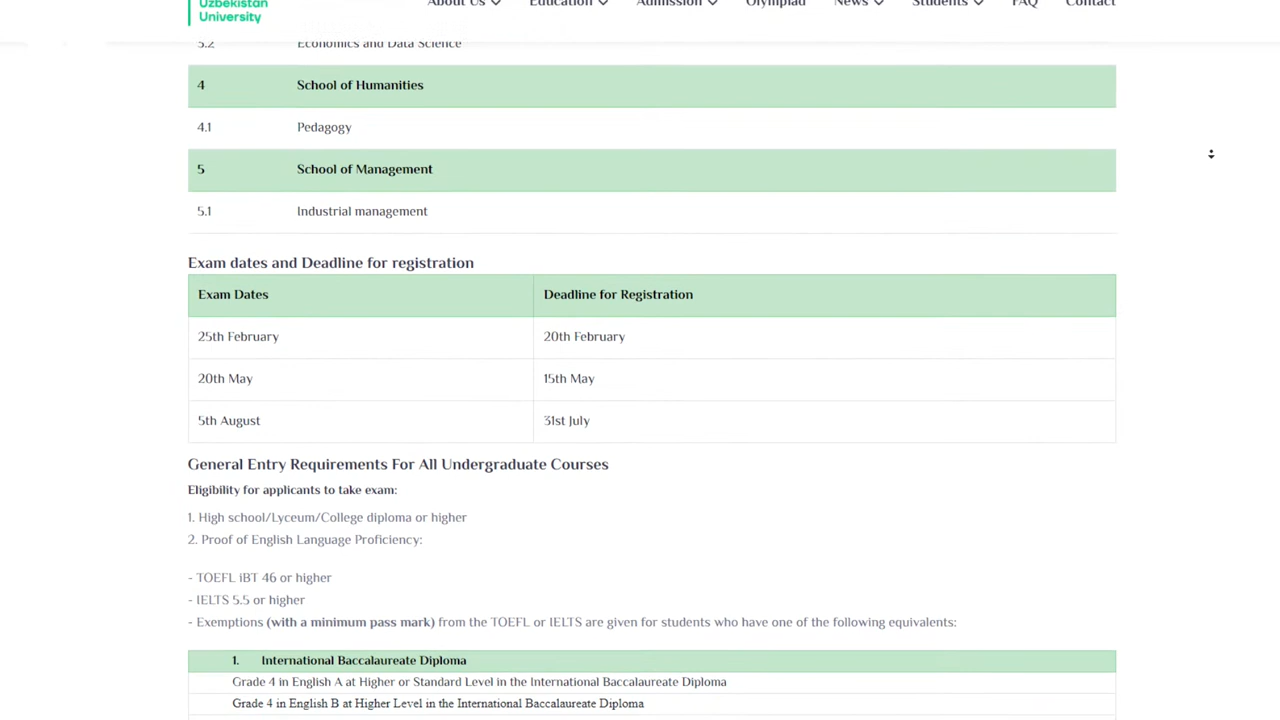 Uzbekistan
University
About Us
Education
Admission
Olympiad
News
Students
FAQ
Contact
5.2 Economics and Data Science
4 School of Humanities
4.1 Pedagogy
5 School of Management
5.1 Industrial management
Exam dates and Deadline for registration
Exam Dates Deadline for Registration
25th February 20th February
20th May 15th May
5th August 31st July
General Entry Requirements For All Undergraduate Courses
Eligibility for applicants to take exam:
1. High school/Lyceum/College diploma or higher
2. Proof of English Language Proficiency:
- TOEFL iBT 46 or higher
- IELTS 5.5 or higher
- Exemptions (with a minimum pass mark) from the TOEFL or IELTS are given for students who have one of the following equivalents:
1. International Baccalaureate Diploma
Grade 4 in English A at Higher or Standard Level in the International Baccalaureate Diploma
Grade 4 in English B at Higher Level in the International Baccalaureate Diploma